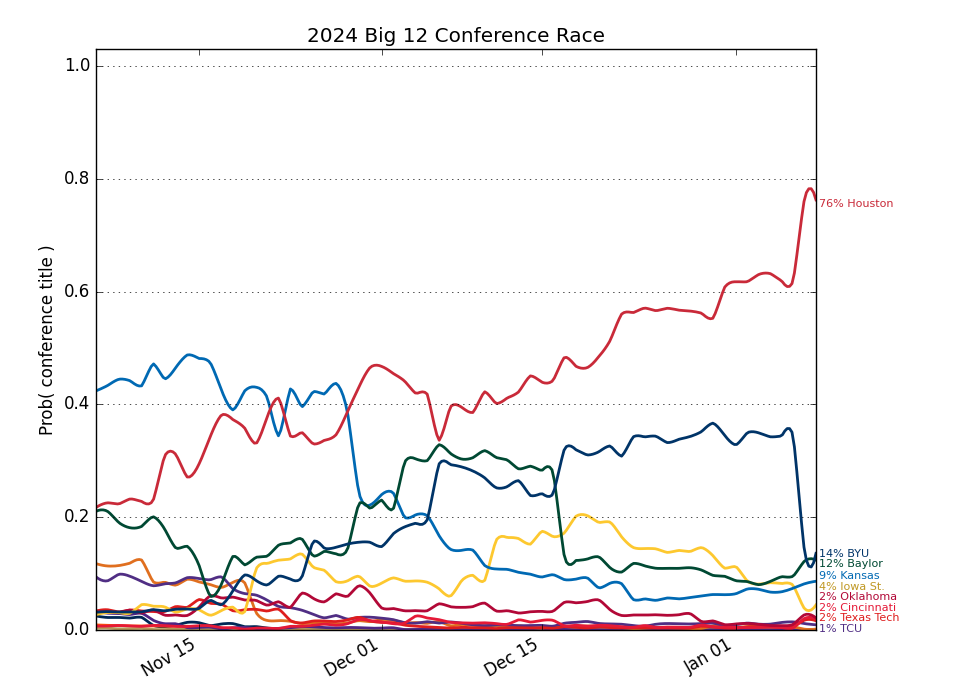 2024 Big 12 Conference Race
Prob( conference title )
1.0
0.8
0.6
0.4
0.2
0.0
Nov 15
Dec 01
Dec 15
Jan 01
76% Houston
14% BYU
12% Baylor
9% Kansas
4% Iowa St.
2% Oklahoma
2% Cincinnati
2% Texas Tech
1% TCU